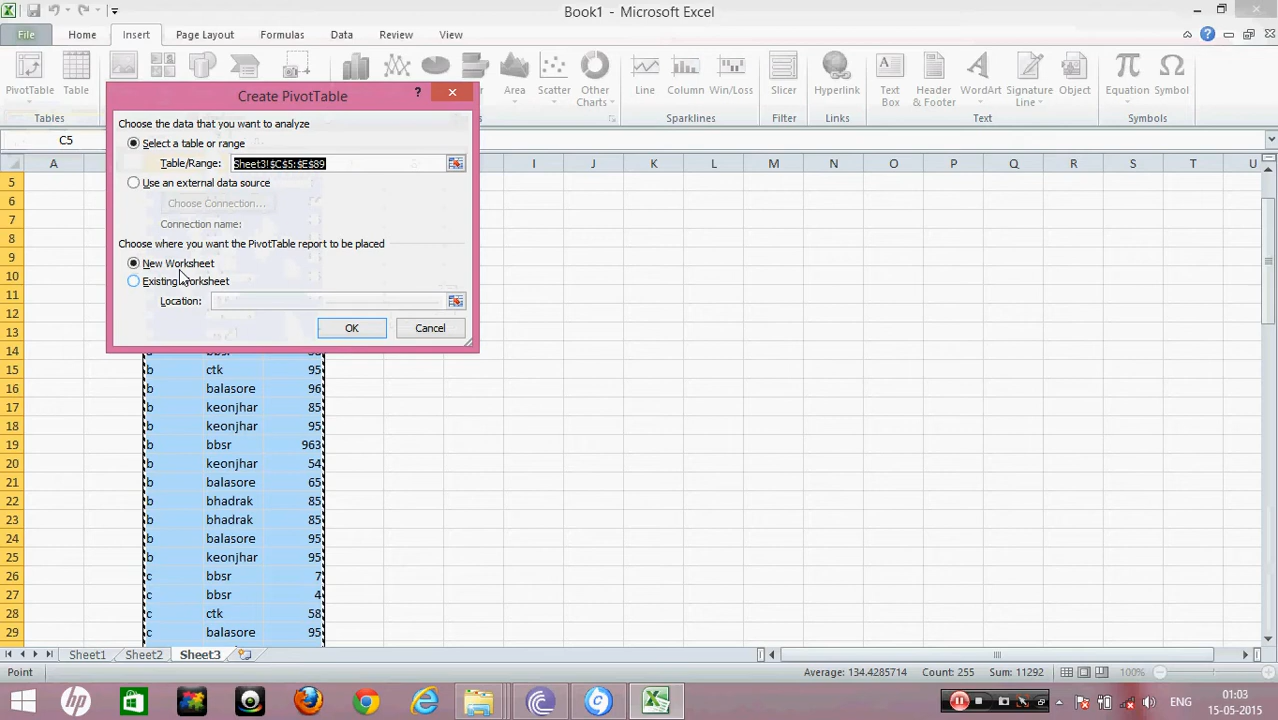 Book1 - Microsoft Excel
File Home Insert Page Layout Formulas Data Review View
PivotTable Table Area Scatter Other Charts Line Column Win/Loss Slicer Hyperlink Text Box Header & Footer WordArt Signature Line Object Equation Symbol
Tables Sparklines Filter Links Text Symbols
C5
A I J K L M N O P Q R S T U
Create PivotTable
?
Choose the data that you want to analyze
Select a table or range
Table/Range: Sheet3!$C$5:$E$89
Use an external data source
Choose Connection...
Connection name:
Choose where you want the PivotTable report to be placed
New Worksheet
Existing Worksheet
Location:
OK Cancel
5
6
7
8
9
10
11
12
13
14 bbsr
15 b ctk 95
16 b balasore 96
17 b keonjhar 85
18 b keonjhar 95
19 b bbsr 963
20 b keonjhar 54
21 b balasore 65
22 b bhadrak 85
23 b bhadrak 85
24 b balasore 95
25 b keonjhar 95
26 c bbsr 7
27 c bbsr 4
28 c ctk 58
29 c balasore 95
Sheet1 Sheet2 Sheet3
Point Average: 134.4285714 Count: 255 Sum: 11292 100%
ENG 01:03
15-05-2015